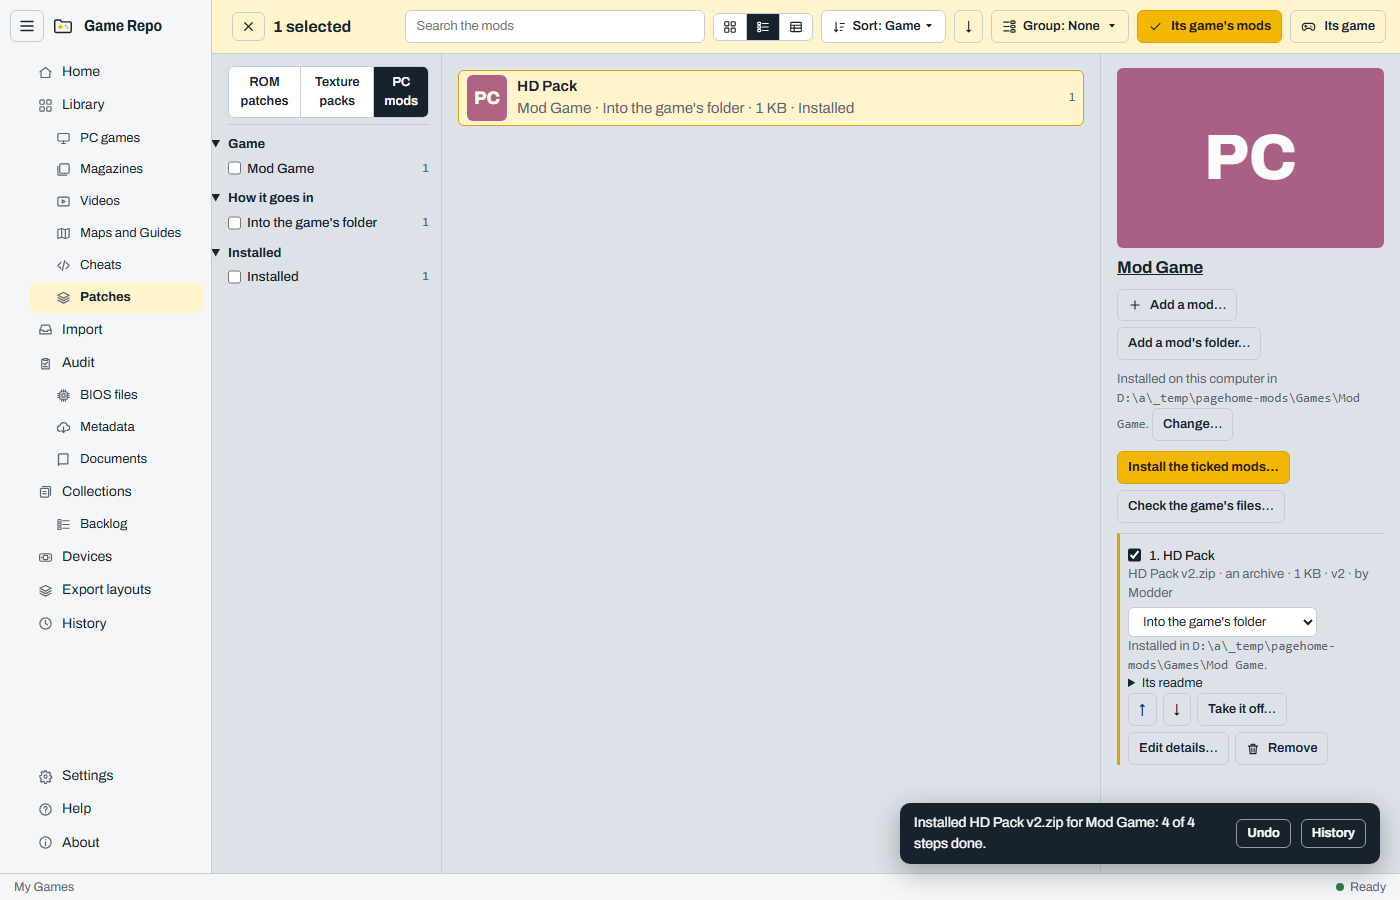 Game Repo
Home
Library
PC games
Magazines
Videos
Maps and Guides
Cheats
Patches
Import
Audit
BIOS files
Metadata
Documents
Collections
Backlog
Devices
Export layouts
History
Settings
Help
About
1 selected
Search the mods
Sort: Game
↓
Group: None
Its game's mods
Its game
ROM patches
Texture packs
PC mods
Game
Mod Game 1
How it goes in
Into the game's folder 1
Installed
Installed 1
PC
HD Pack
Mod Game · Into the game's folder · 1 KB · Installed
1
PC
Mod Game
Add a mod...
Add a mod's folder...
Installed on this computer in
D:\a\_temp\pagehome-mods\Games\Mod
Game. Change...
Install the ticked mods...
Check the game's files...
1. HD Pack
HD Pack v2.zip · an archive · 1 KB · v2 · by
Modder
Into the game's folder
Installed in D:\a\_temp\pagehome-
mods\Games\Mod Game.
Its readme
↑ ↓ Take it off...
Edit details... Remove
Installed HD Pack v2.zip for Mod Game: 4 of 4
steps done.
Undo
History
My Games
Ready